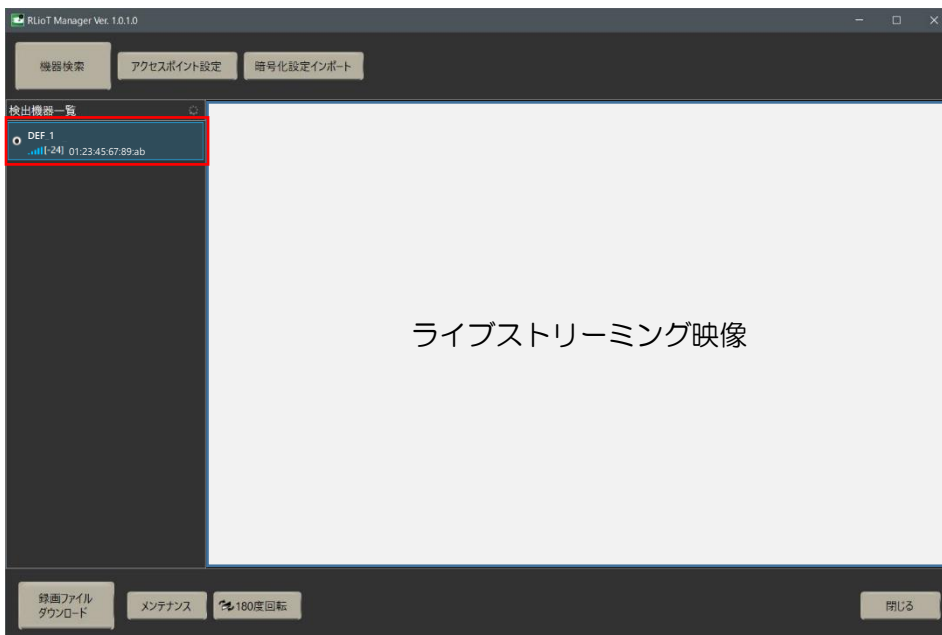 RLioT Manager Ver. 1.0.1.0
機器検索
アクセスポイント設定
暗号化設定インポート
検出機器一覧
DEF 1
[-24] 01:23:45:67:89:ab
ライブストリーミング映像
録画ファイル
ダウンロード
メンテナンス
180度回転
閉じる